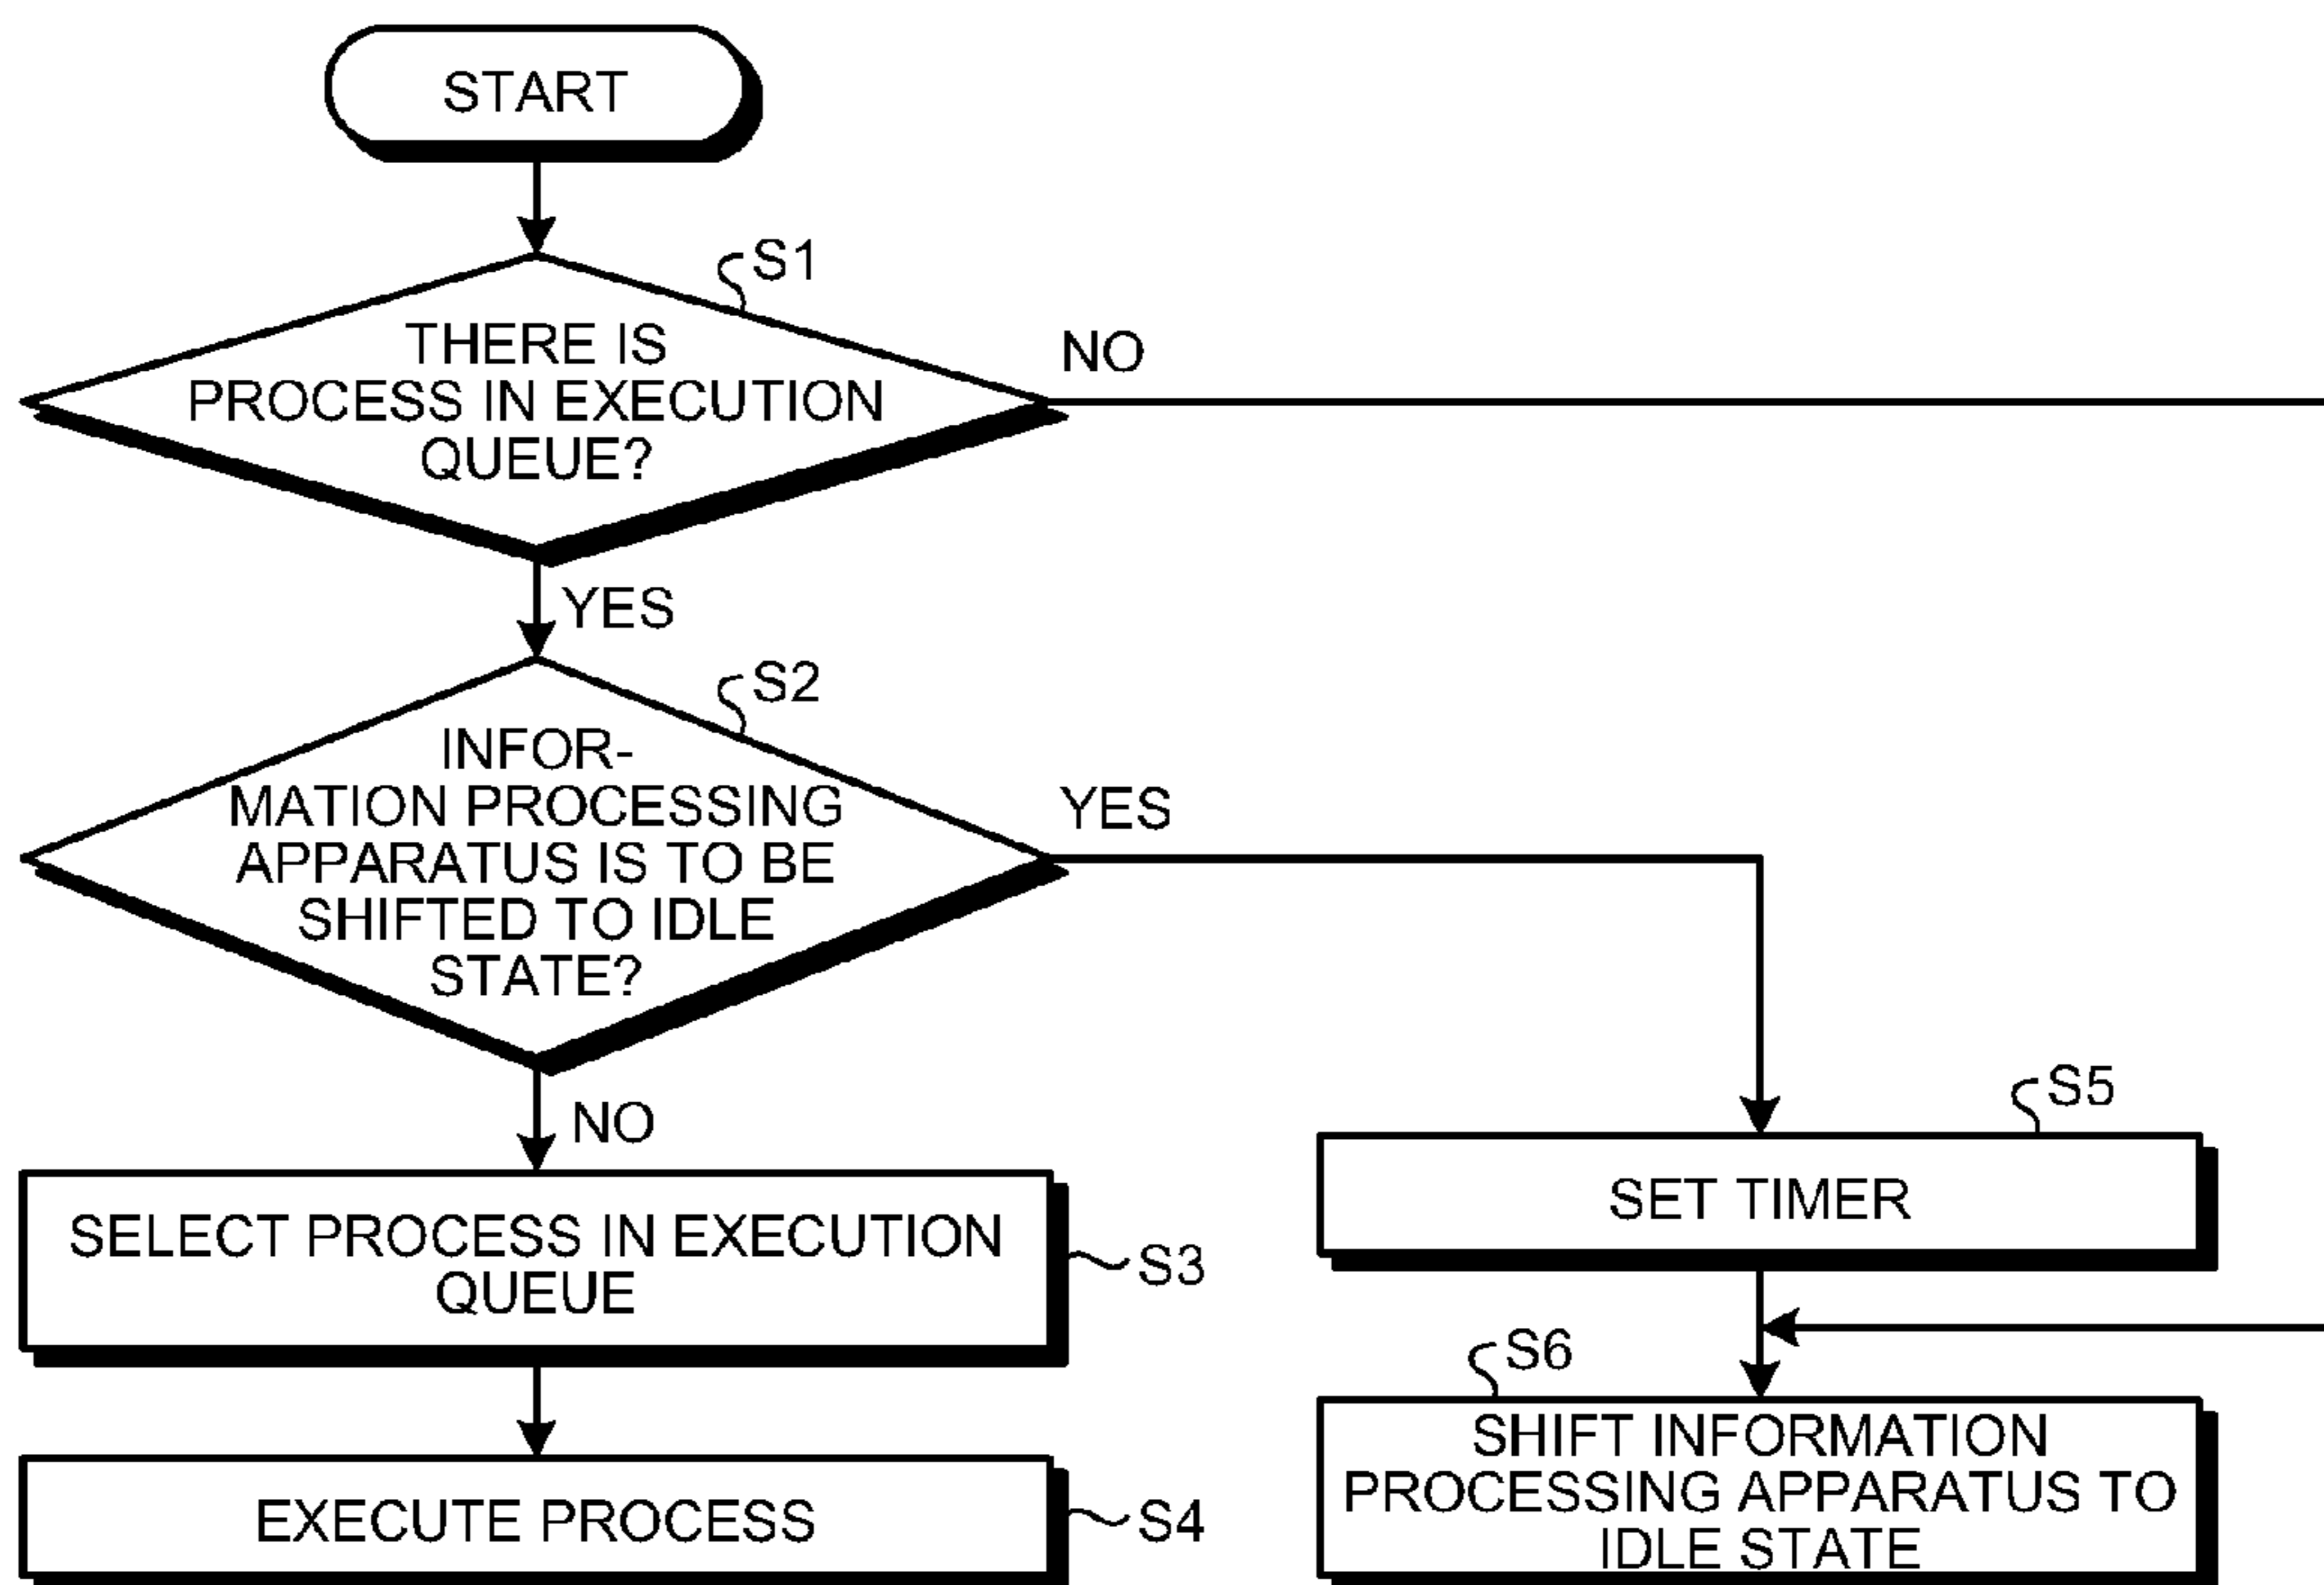 START
S1
THERE IS
PROCESS IN EXECUTION
QUEUE?
NO
YES
S2
INFOR-
MATION PROCESSING
APPARATUS IS TO BE
SHIFTED TO IDLE
STATE?
YES
NO
SELECT PROCESS IN EXECUTION
QUEUE
S3
EXECUTE PROCESS
S4
S5
SET TIMER
S6
SHIFT INFORMATION
PROCESSING APPARATUS TO
IDLE STATE